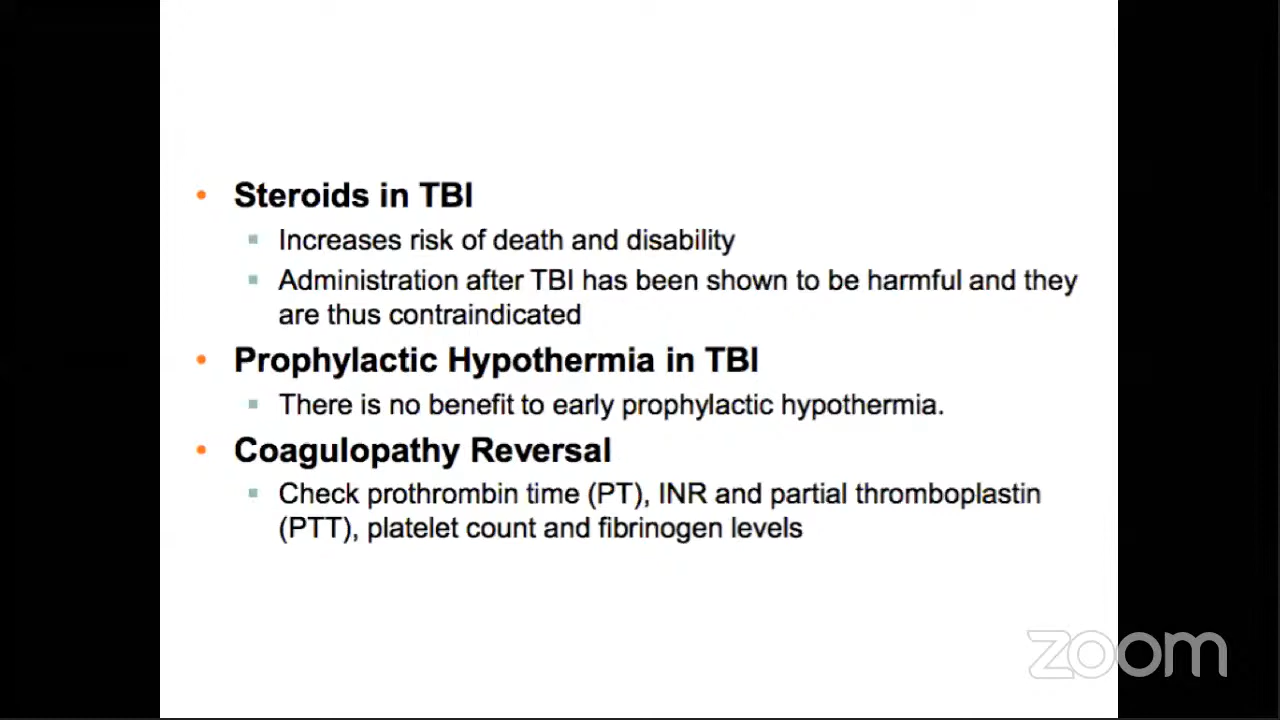 • Steroids in TBI
▪ Increases risk of death and disability
▪ Administration after TBI has been shown to be harmful and they
are thus contraindicated
• Prophylactic Hypothermia in TBI
▪ There is no benefit to early prophylactic hypothermia.
• Coagulopathy Reversal
▪ Check prothrombin time (PT), INR and partial thromboplastin
(PTT), platelet count and fibrinogen levels
zoom